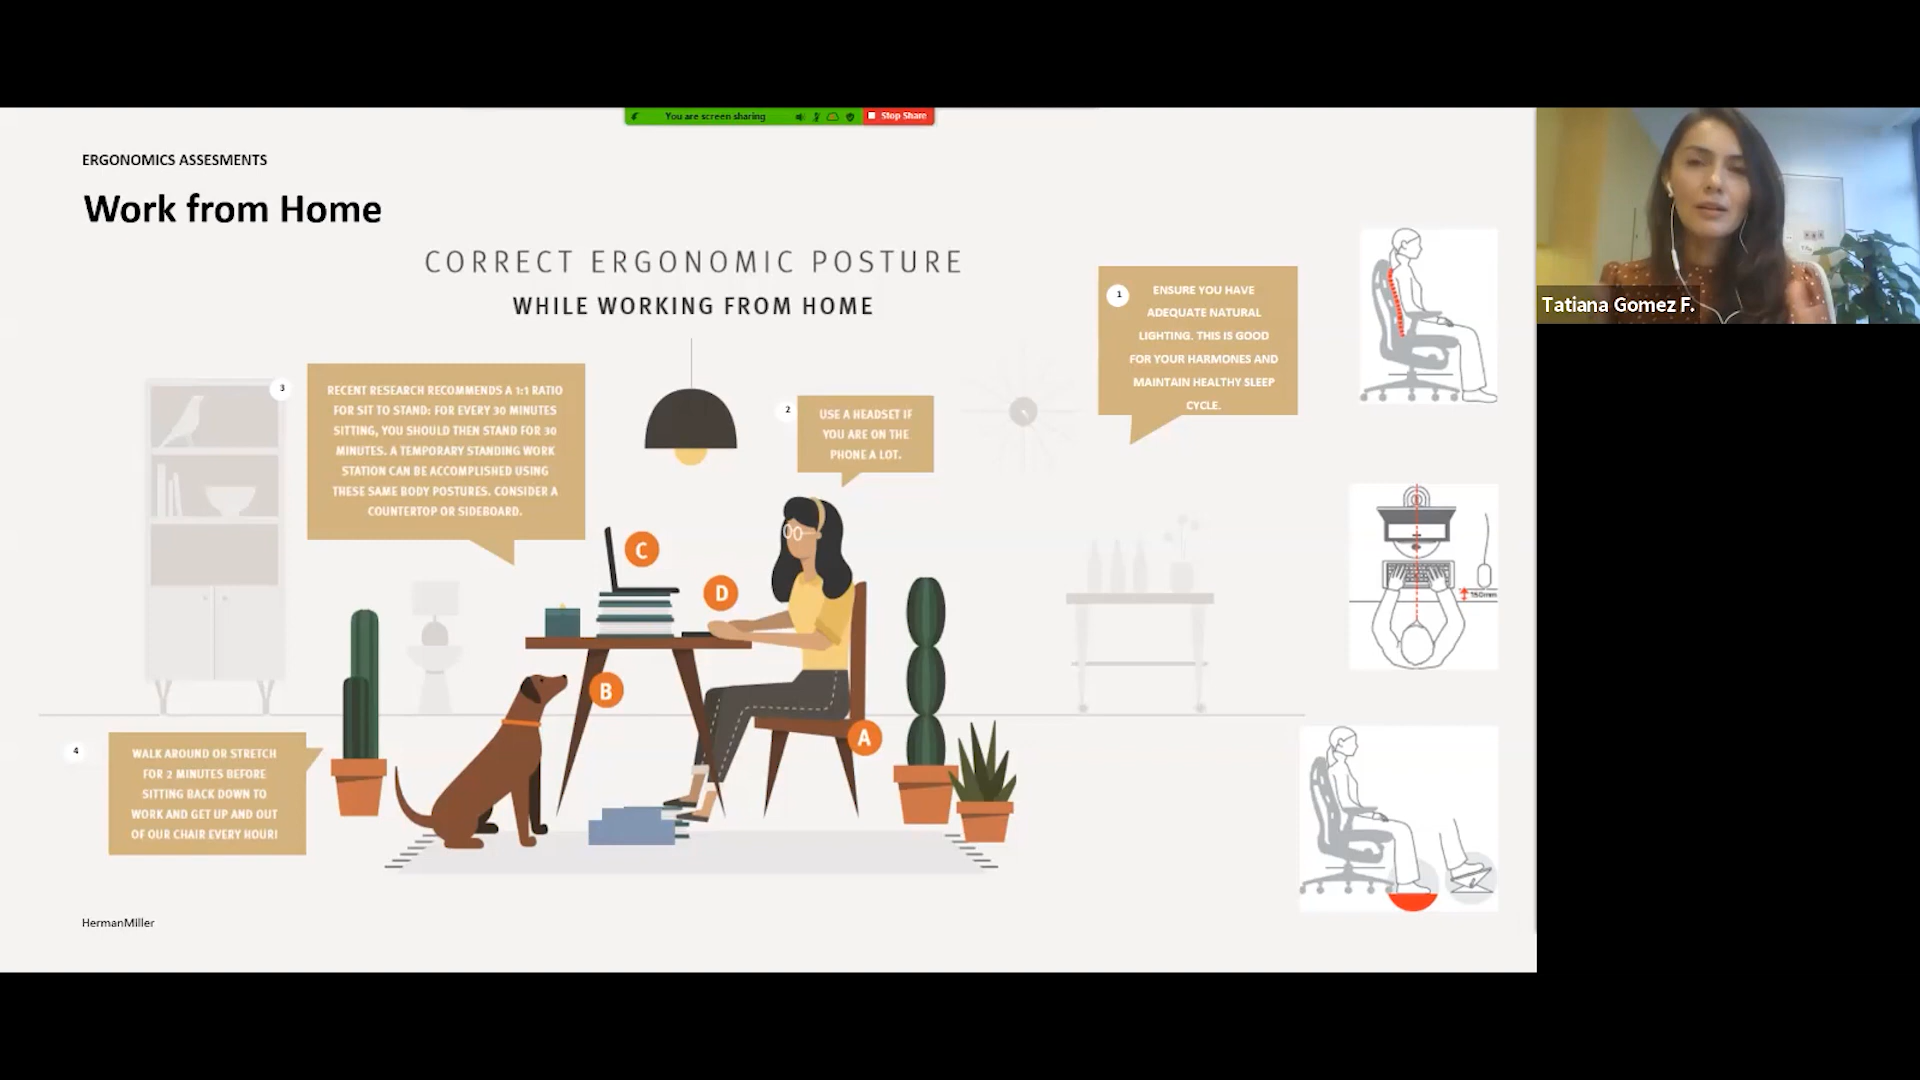 You are screen sharing
Stop Share
ERGONOMICS ASSESMENTS
Work from Home
CORRECT ERGONOMIC POSTURE
WHILE WORKING FROM HOME
1
ENSURE YOU HAVE
ADEQUATE NATURAL
LIGHTING. THIS IS GOOD
FOR YOUR HARMONES AND
MAINTAIN HEALTHY SLEEP
CYCLE.
2
USE A HEADSET IF
YOU ARE ON THE
PHONE A LOT.
3
RECENT RESEARCH RECOMMENDS A 1:1 RATIO
FOR SIT TO STAND: FOR EVERY 30 MINUTES
SITTING, YOU SHOULD THEN STAND FOR 30
MINUTES. A TEMPORARY STANDING WORK
STATION CAN BE ACCOMPLISHED USING
THESE SAME BODY POSTURES. CONSIDER A
COUNTERTOP OR SIDEBOARD.
C
D
B
A
4
WALK AROUND OR STRETCH
FOR 2 MINUTES BEFORE
SITTING BACK DOWN TO
WORK AND GET UP AND OUT
OF OUR CHAIR EVERY HOUR!
150mm
HermanMiller
Tatiana Gomez F.